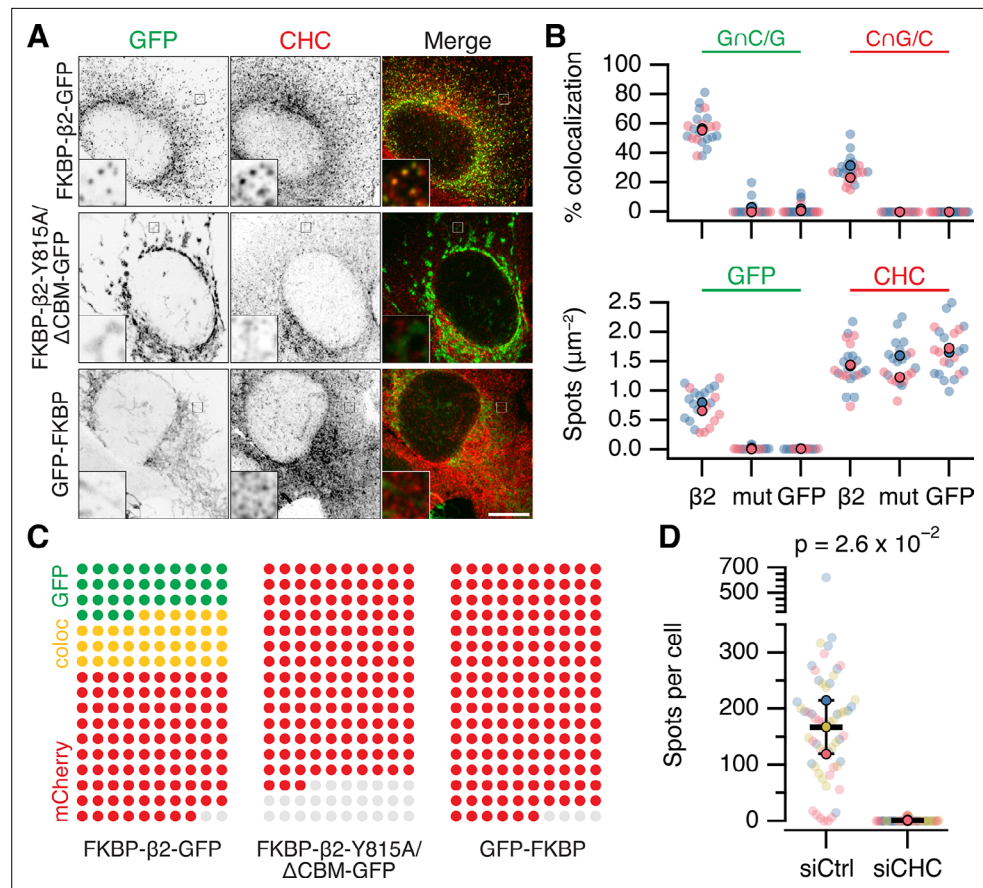 A
GFP
CHC
Merge
FKBP-β2-GFP
FKBP-β2-Y815A/
ΔCBM-GFP
GFP-FKBP
B
G∩C/G
C∩G/C
% colocalization
100
80
60
40
20
0
GFP
CHC
Spots (μm⁻²)
2.5
2.0
1.5
1.0
0.5
0.0
β2 mut GFP β2 mut GFP
C
GFP
coloc
mCherry
FKBP-β2-GFP
FKBP-β2-Y815A/
ΔCBM-GFP
GFP-FKBP
D
p = 2.6 x 10⁻²
Spots per cell
700
500
300
200
100
0
siCtrl siCHC